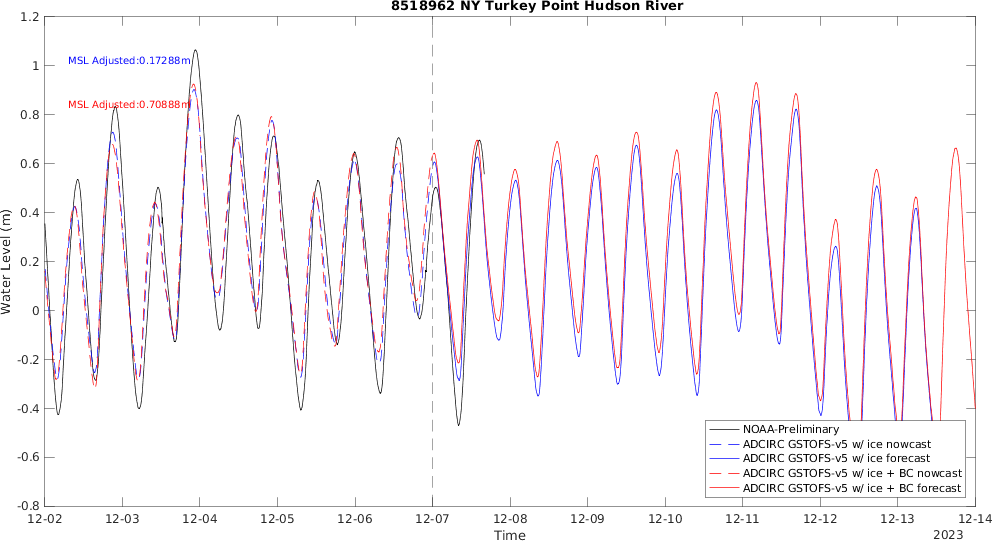 8518962 NY Turkey Point Hudson River
1.2
1
0.8
0.6
0.4
0.2
0
-0.2
-0.4
-0.6
-0.8
Water Level (m)
MSL Adjusted:0.17288m
MSL Adjusted:0.70888m
NOAA-Preliminary
ADCIRC GSTOFS-v5 w/ ice nowcast
ADCIRC GSTOFS-v5 w/ ice forecast
ADCIRC GSTOFS-v5 w/ ice + BC nowcast
ADCIRC GSTOFS-v5 w/ ice + BC forecast
12-02 12-03 12-04 12-05 12-06 12-07 12-08 12-09 12-10 12-11 12-12 12-13 12-14
Time
2023